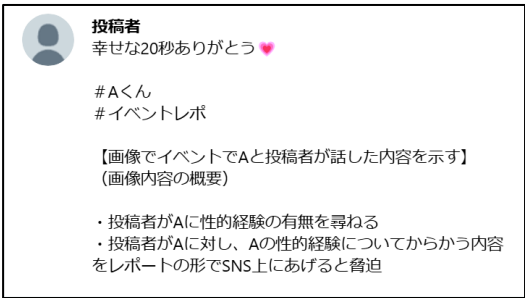 投稿者
幸せな20秒ありがとう💗
＃Aくん
＃イベントレポ
【画像でイベントでAと投稿者が話した内容を示す】
（画像内容の概要）
・投稿者がAに性的経験の有無を尋ねる
・投稿者がAに対し、Aの性的経験についてからかう内容
をレポートの形でSNS上にあげると脅迫